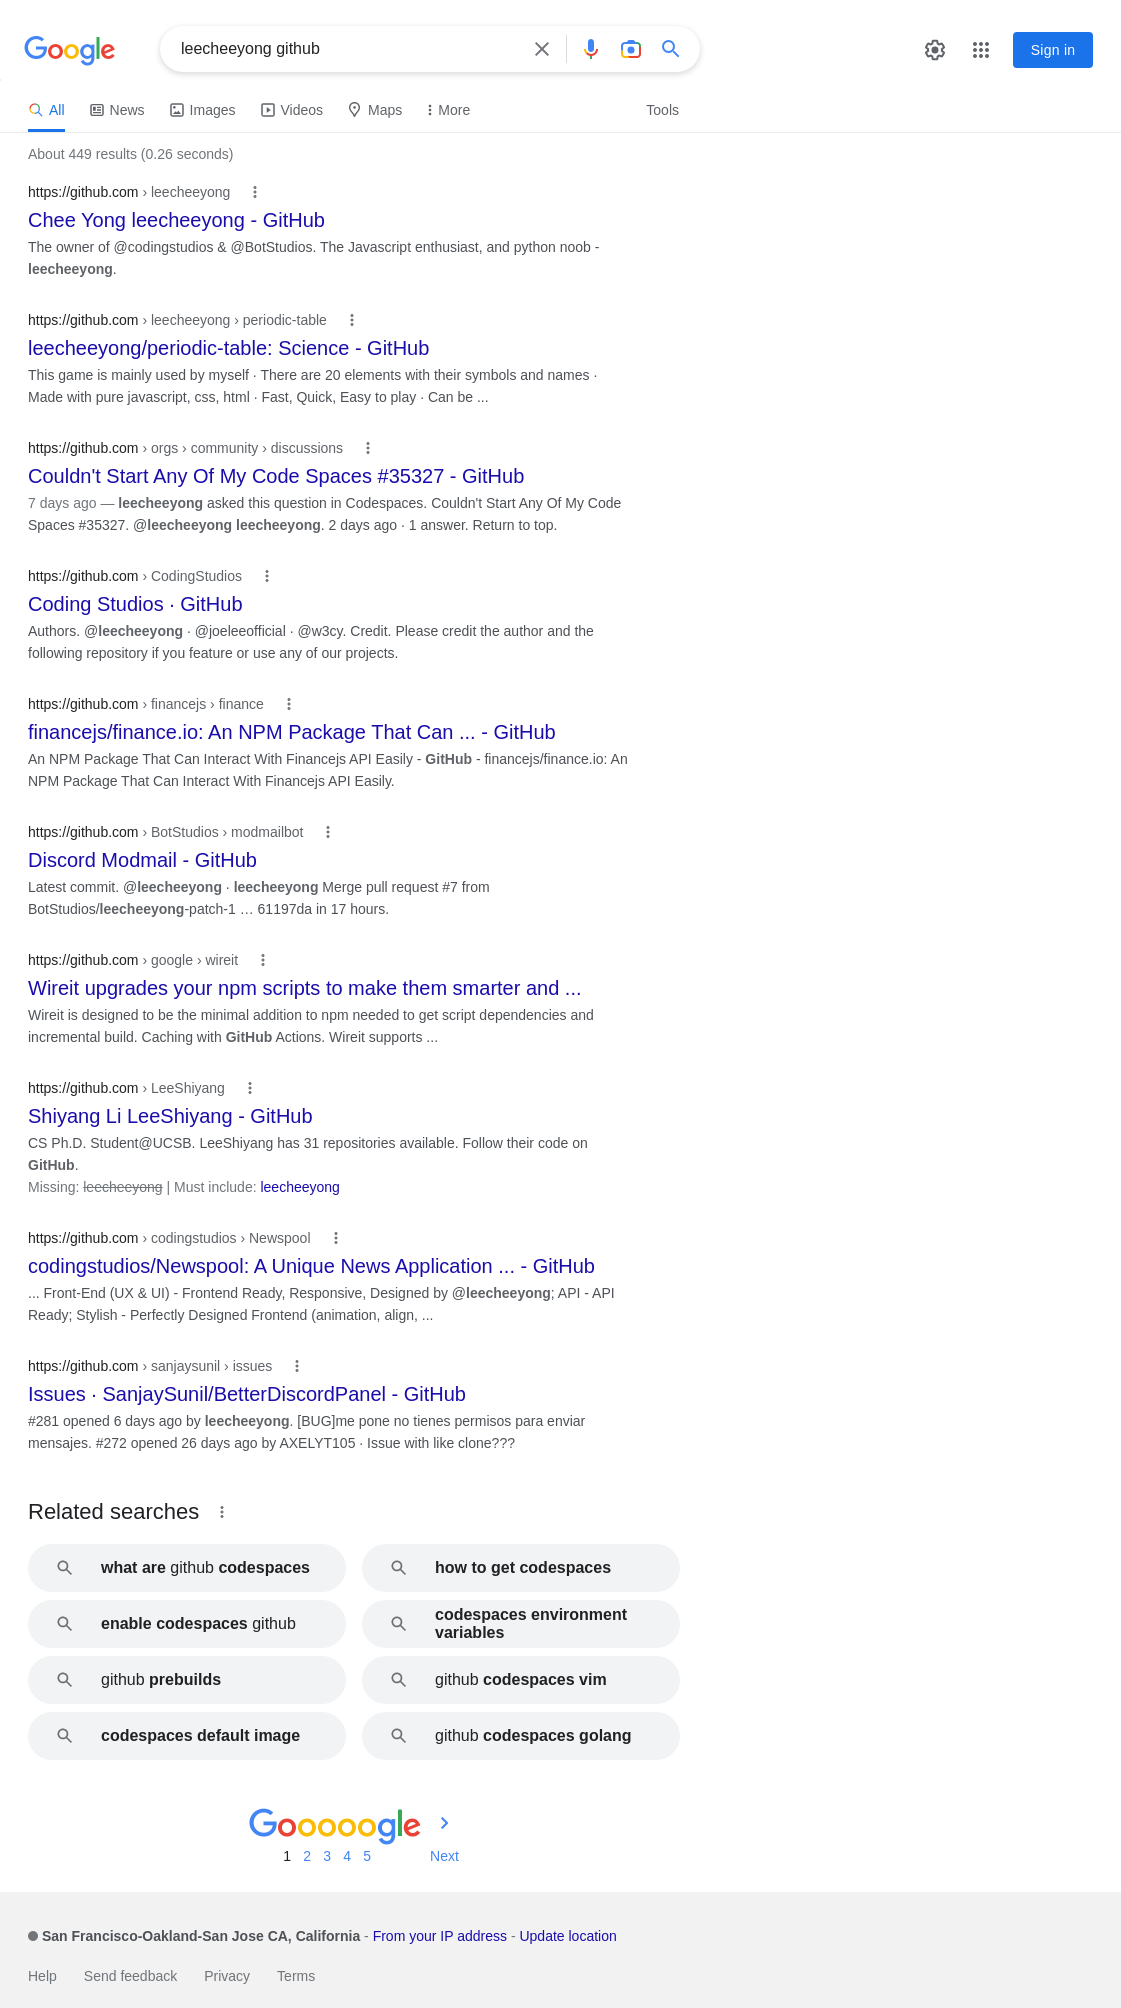 Google
leecheeyong github
Sign in
All News Images Videos Maps More Tools
About 449 results (0.26 seconds)
https://github.com › leecheeyong
Chee Yong leecheeyong - GitHub
The owner of @codingstudios & @BotStudios. The Javascript enthusiast, and python noob -
leecheeyong.
https://github.com › leecheeyong › periodic-table
leecheeyong/periodic-table: Science - GitHub
This game is mainly used by myself · There are 20 elements with their symbols and names ·
Made with pure javascript, css, html · Fast, Quick, Easy to play · Can be ...
https://github.com › orgs › community › discussions
Couldn't Start Any Of My Code Spaces #35327 - GitHub
7 days ago — leecheeyong asked this question in Codespaces. Couldn't Start Any Of My Code
Spaces #35327. @leecheeyong leecheeyong. 2 days ago · 1 answer. Return to top.
https://github.com › CodingStudios
Coding Studios · GitHub
Authors. @leecheeyong · @joeleeofficial · @w3cy. Credit. Please credit the author and the
following repository if you feature or use any of our projects.
https://github.com › financejs › finance
financejs/finance.io: An NPM Package That Can ... - GitHub
An NPM Package That Can Interact With Financejs API Easily - GitHub - financejs/finance.io: An
NPM Package That Can Interact With Financejs API Easily.
https://github.com › BotStudios › modmailbot
Discord Modmail - GitHub
Latest commit. @leecheeyong · leecheeyong Merge pull request #7 from
BotStudios/leecheeyong-patch-1 … 61197da in 17 hours.
https://github.com › google › wireit
Wireit upgrades your npm scripts to make them smarter and ...
Wireit is designed to be the minimal addition to npm needed to get script dependencies and
incremental build. Caching with GitHub Actions. Wireit supports ...
https://github.com › LeeShiyang
Shiyang Li LeeShiyang - GitHub
CS Ph.D. Student@UCSB. LeeShiyang has 31 repositories available. Follow their code on
GitHub.
Missing: leecheeyong | Must include: leecheeyong
https://github.com › codingstudios › Newspool
codingstudios/Newspool: A Unique News Application ... - GitHub
... Front-End (UX & UI) - Frontend Ready, Responsive, Designed by @leecheeyong; API - API
Ready; Stylish - Perfectly Designed Frontend (animation, align, ...
https://github.com › sanjaysunil › issues
Issues · SanjaySunil/BetterDiscordPanel - GitHub
#281 opened 6 days ago by leecheeyong. [BUG]me pone no tienes permisos para enviar
mensajes. #272 opened 26 days ago by AXELYT105 · Issue with like clone???
Related searches
what are github codespaces
how to get codespaces
enable codespaces github
codespaces environment
variables
github prebuilds
github codespaces vim
codespaces default image
github codespaces golang
Gooooogle
1 2 3 4 5 Next
San Francisco-Oakland-San Jose CA, California - From your IP address - Update location
Help Send feedback Privacy Terms